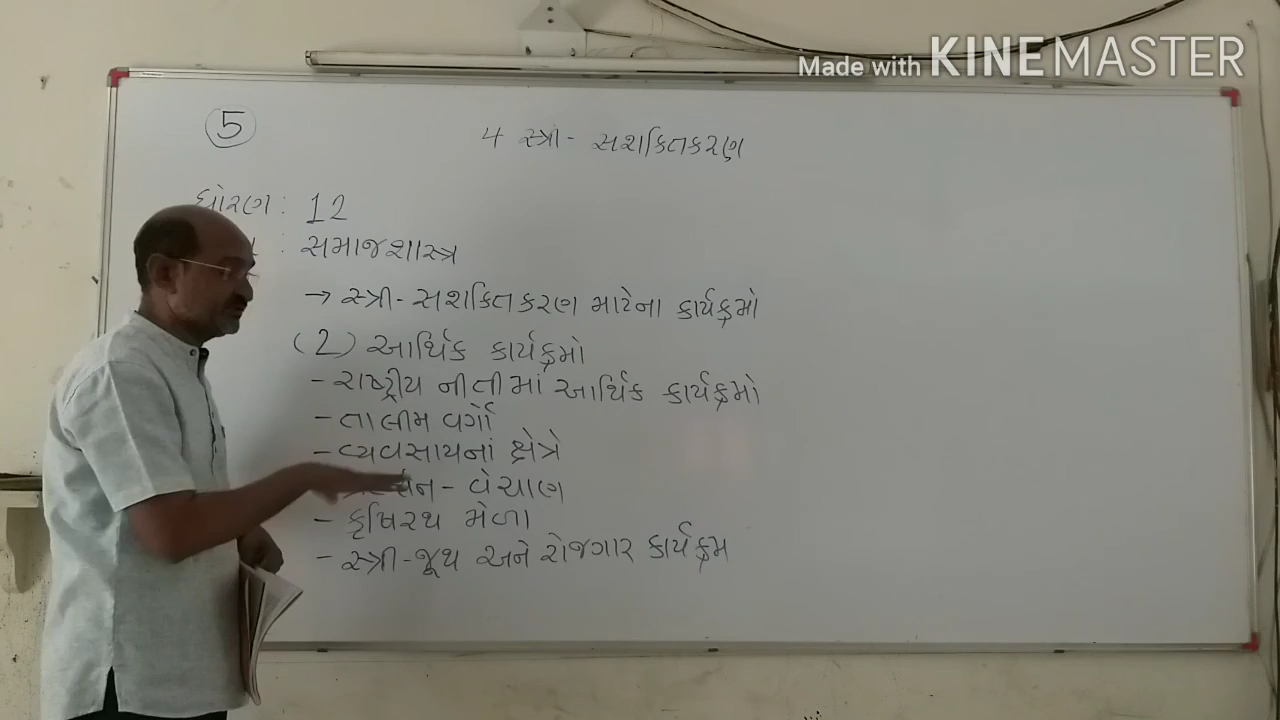 Made with KINEMASTER
5
4 સ્ત્રી - સશક્તિકરણ
ધોરણ : 12
: સમાજશાસ્ત્ર
→ સ્ત્રી - સશક્તિકરણ માટેના કાર્યક્રમો
(2) આર્થિક કાર્યક્રમો
- રાષ્ટ્રીય નીતીમાં આર્થિક કાર્યક્રમો
- તાલીમ વર્ગો
- વ્યવસાયનાં ક્ષેત્રે
- વેચાણ
- કૃષિરથ મેળા
- સ્ત્રી-જૂથ અને રોજગાર કાર્યક્રમ